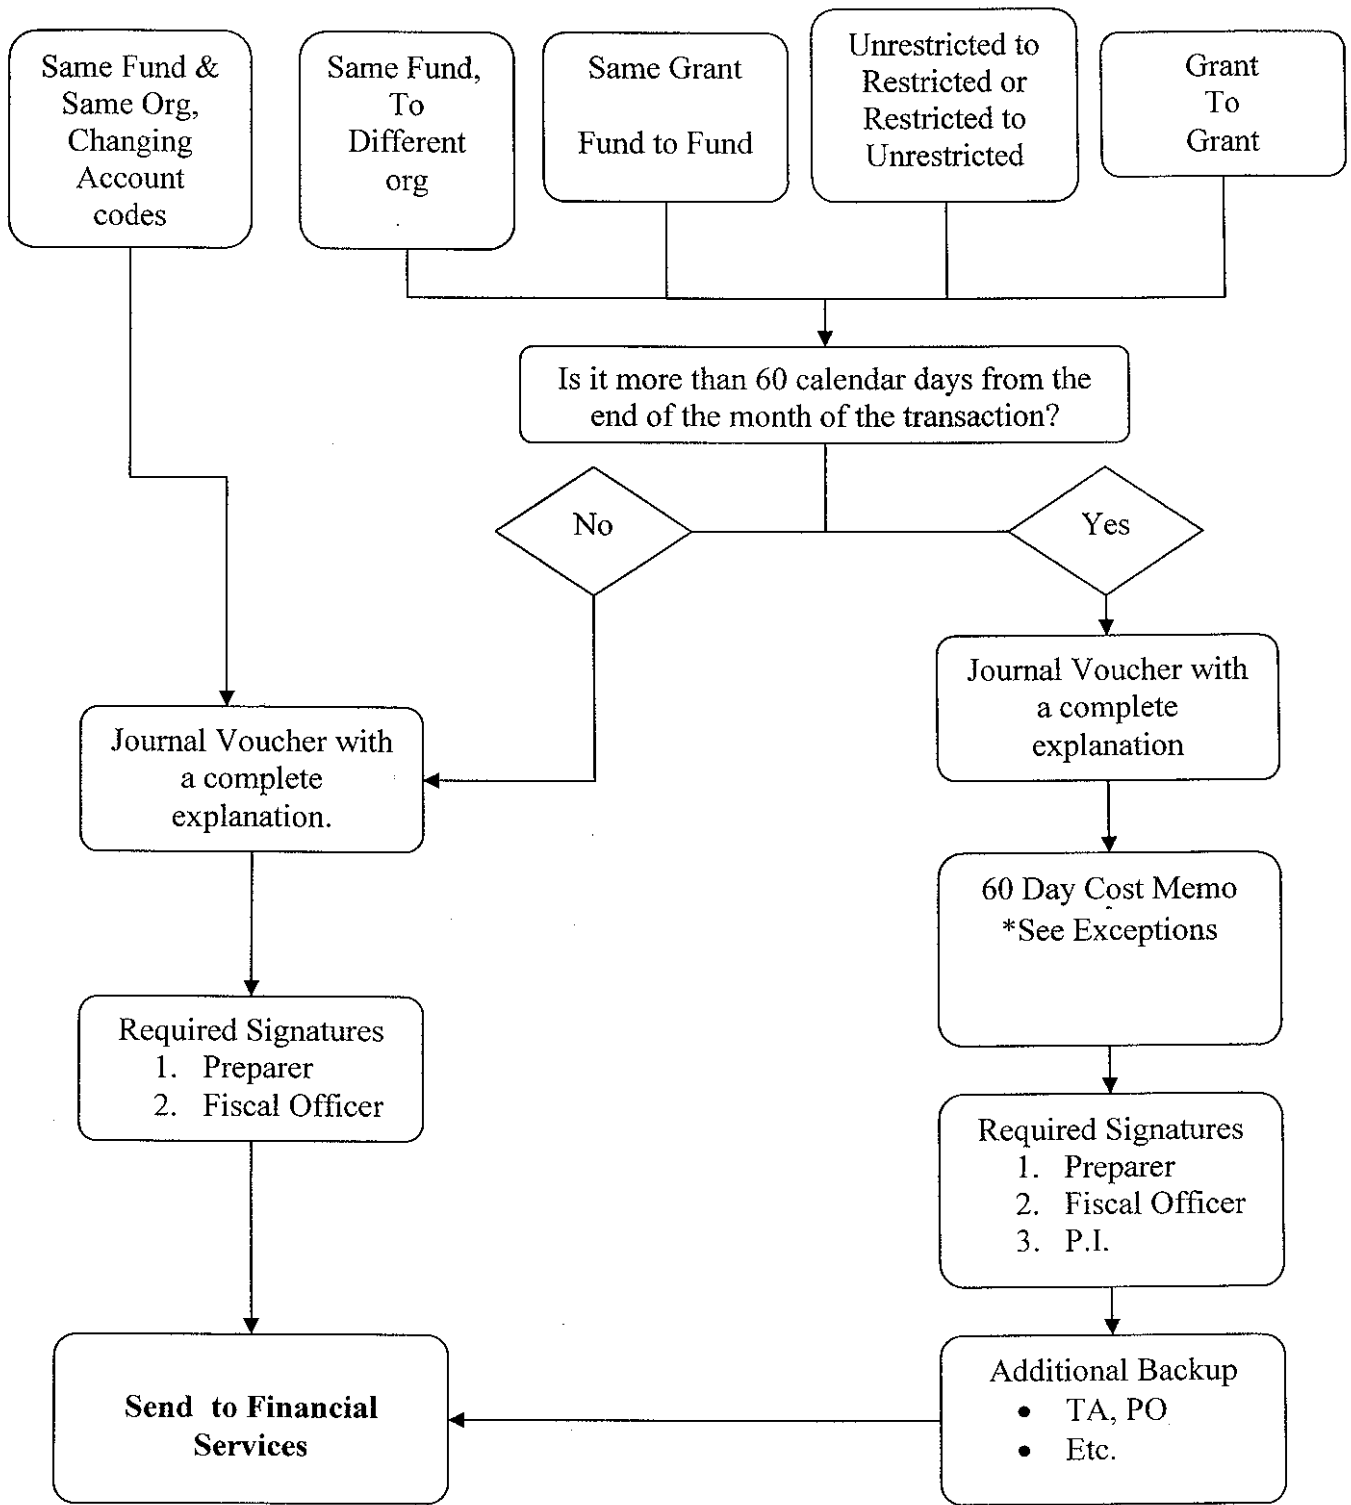 Same Fund &
Same Org,
Changing
Account
codes
Same Fund,
To
Different
org
Same Grant
Fund to Fund
Unrestricted to
Restricted or
Restricted to
Unrestricted
Grant
To
Grant
Is it more than 60 calendar days from the
end of the month of the transaction?
No
Yes
Journal Voucher with
a complete
explanation.
Journal Voucher with
a complete
explanation
60 Day Cost Memo
*See Exceptions
Required Signatures
1. Preparer
2. Fiscal Officer
Required Signatures
1. Preparer
2. Fiscal Officer
3. P.I.
Send to Financial
Services
Additional Backup
• TA, PO
• Etc.